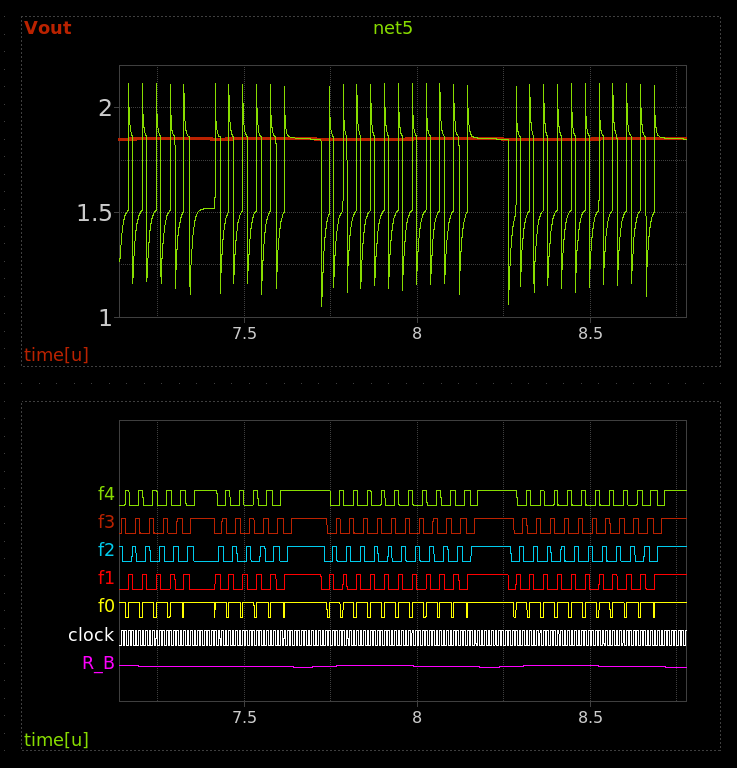 Vout net5
2
1.5
1
7.5 8 8.5
time[u]
f4
f3
f2
f1
f0
clock
R_B
7.5 8 8.5
time[u]